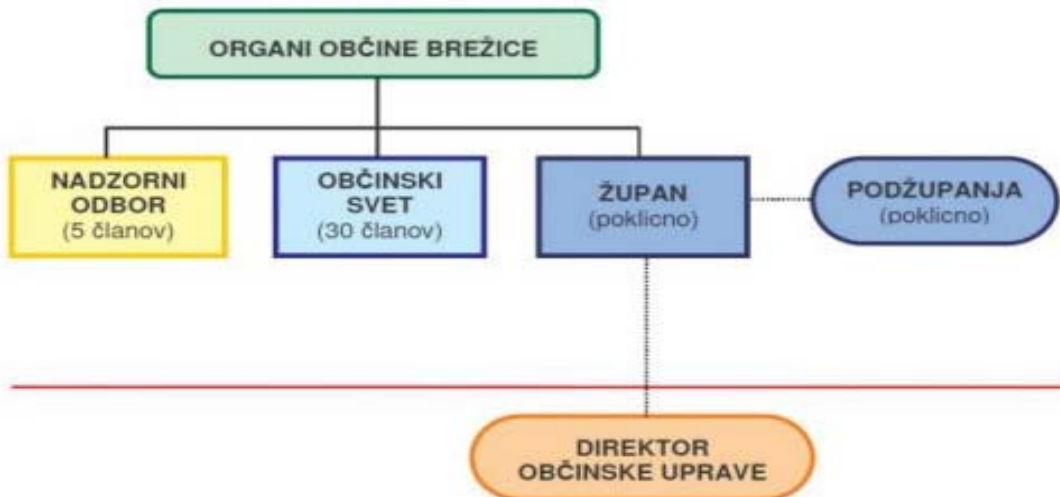 ORGANI OBČINE BREŽICE
NADZORNI
ODBOR
(5 članov)
OBČINSKI
SVET
(30 članov)
ŽUPAN
(poklicno)
PODŽUPANJA
(poklicno)
DIREKTOR
OBČINSKE UPRAVE